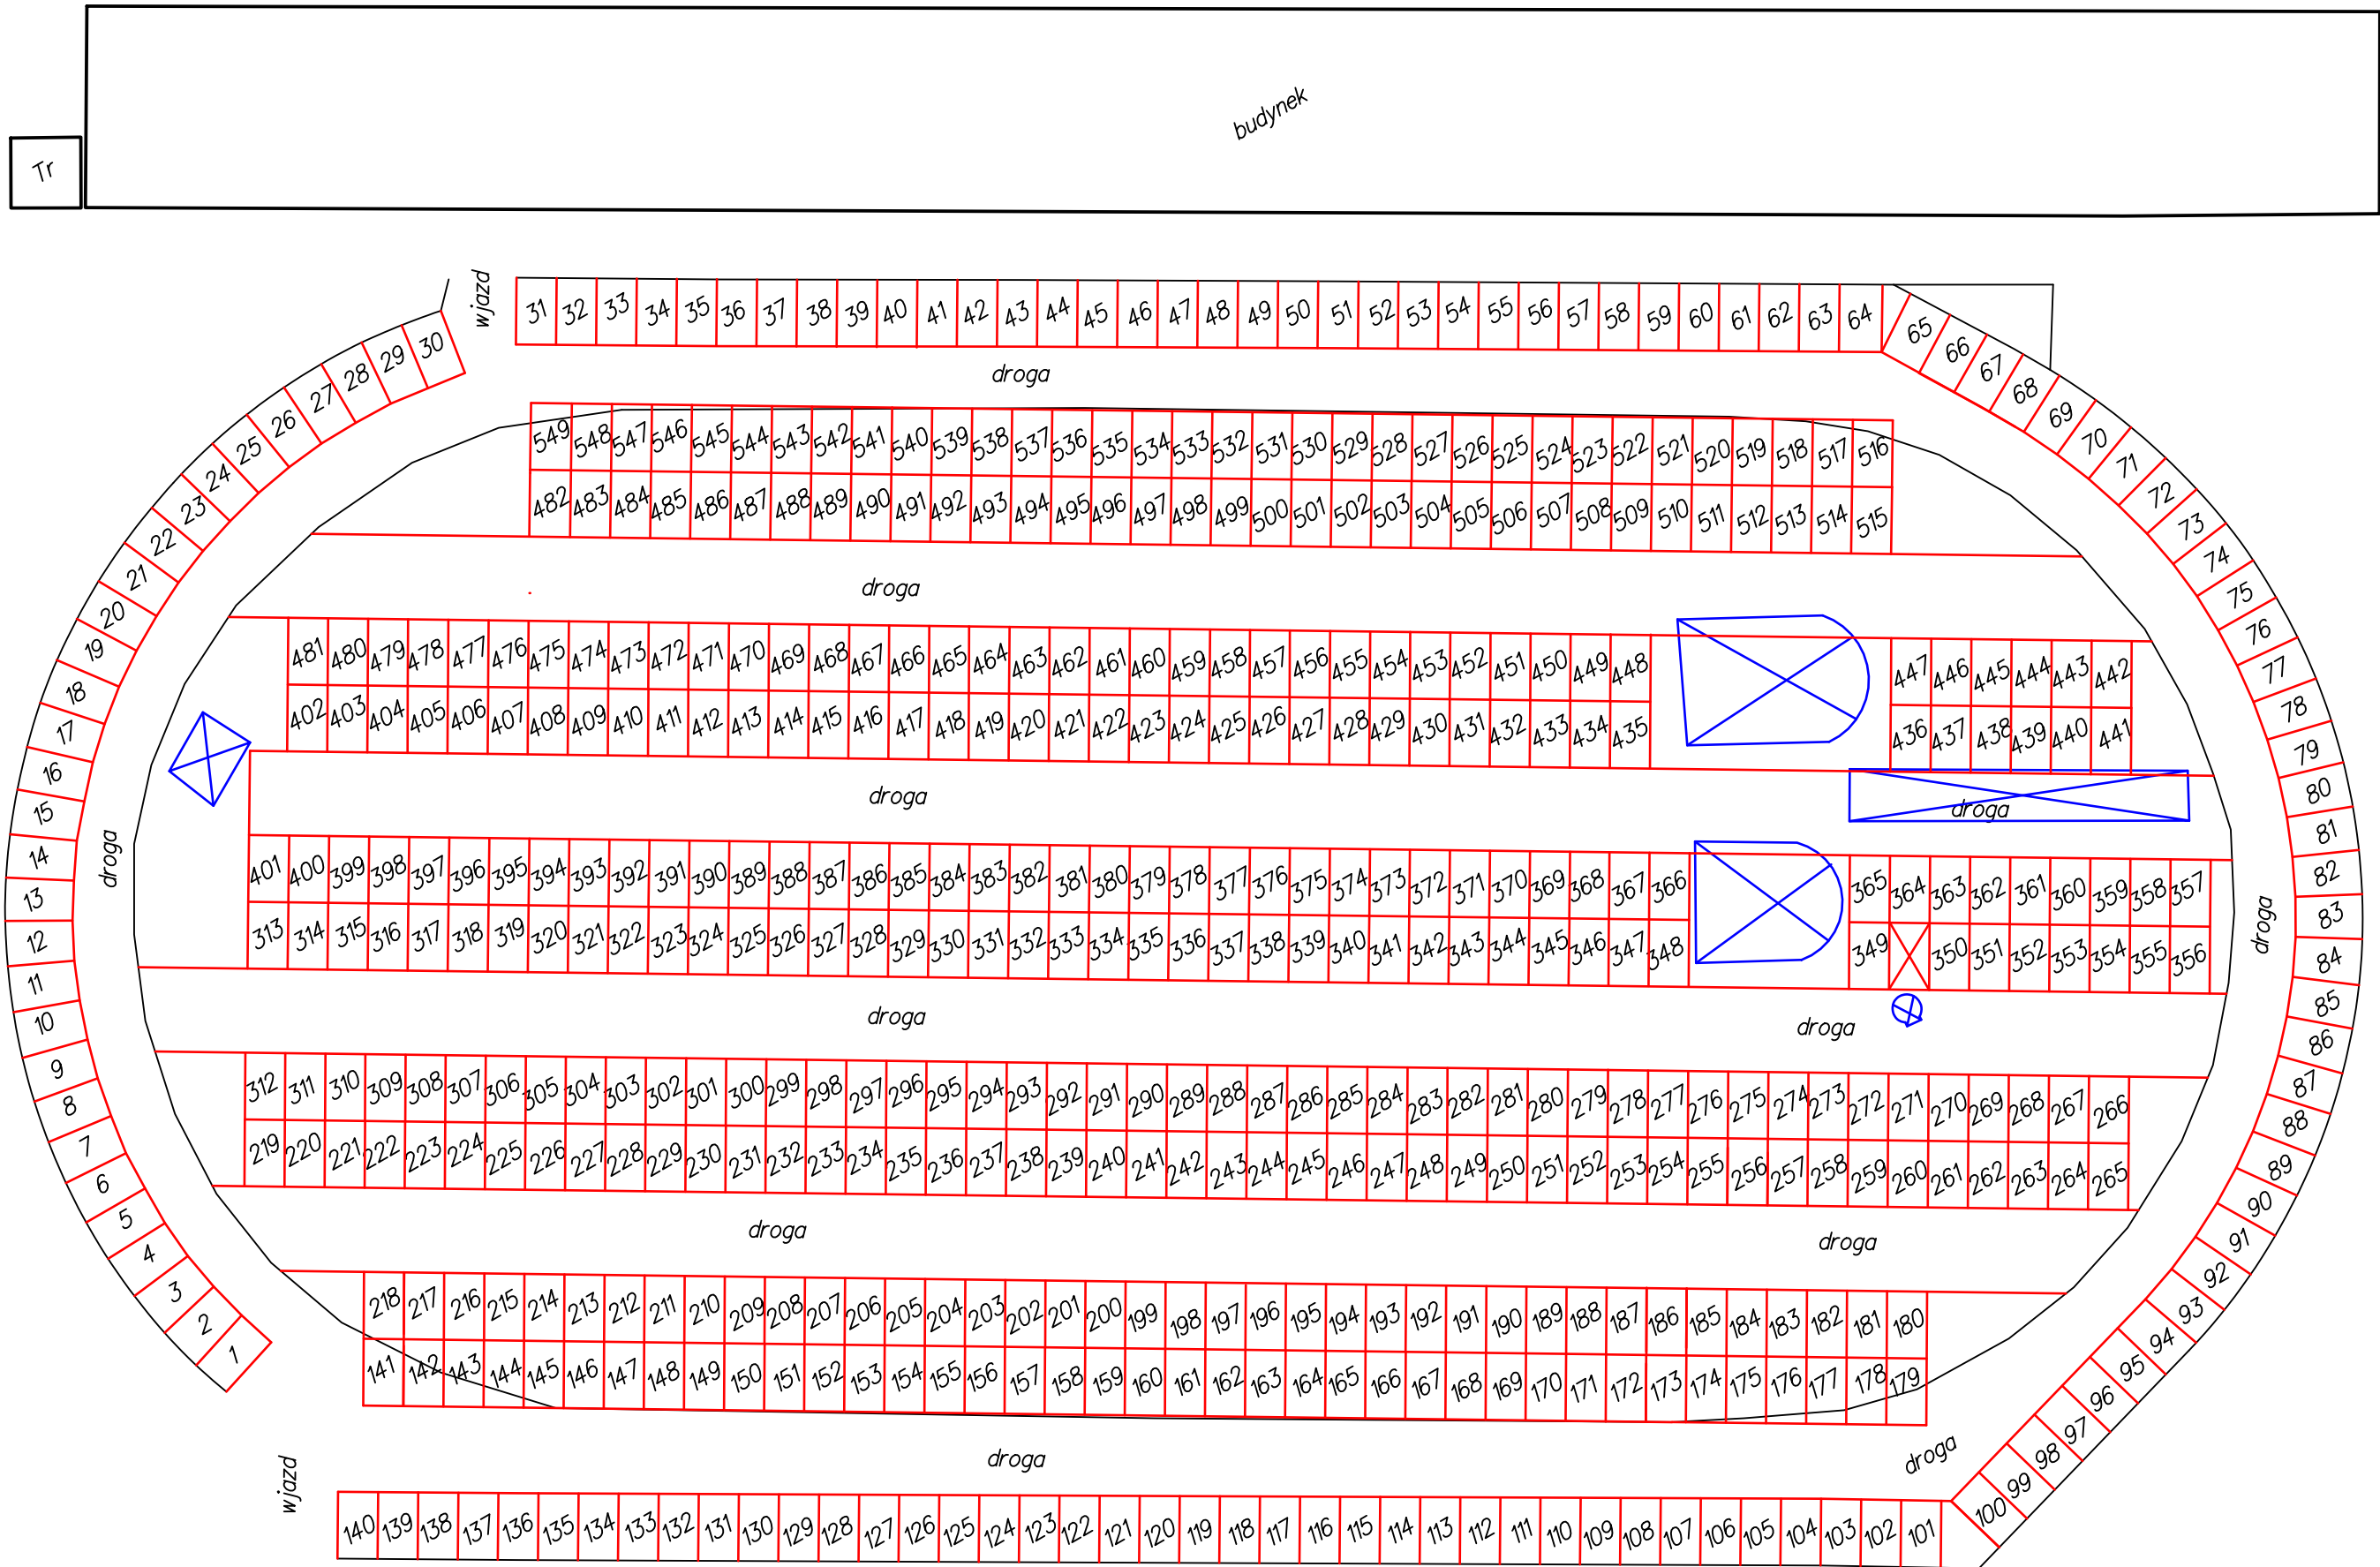 budynek
Tr
wjazd
31 32 33 34 35 36 37 38 39 40 41 42 43 44 45 46 47 48 49 50 51 52 53 54 55 56 57 58 59 60 61 62 63 64
65 66 67 68 69 70 71 72 73 74 75 76 77 78 79 80 81 82 83 84 85 86 87 88 89 90 91 92 93 94 95 96 97 98 99 100
30 29 28 27 26 25 24 23 22 21 20 19 18 17 16 15 14 13 12 11 10 9 8 7 6 5 4 3 2 1
droga
549 548 547 546 545 544 543 542 541 540 539 538 537 536 535 534 533 532 531 530 529 528 527 526 525 524 523 522 521 520 519 518 517 516
482 483 484 485 486 487 488 489 490 491 492 493 494 495 496 497 498 499 500 501 502 503 504 505 506 507 508 509 510 511 512 513 514 515
droga
481 480 479 478 477 476 475 474 473 472 471 470 469 468 467 466 465 464 463 462 461 460 459 458 457 456 455 454 453 452 451 450 449 448 447 446 445 444 443 442
402 403 404 405 406 407 408 409 410 411 412 413 414 415 416 417 418 419 420 421 422 423 424 425 426 427 428 429 430 431 432 433 434 435 436 437 438 439 440 441
droga droga
droga
401 400 399 398 397 396 395 394 393 392 391 390 389 388 387 386 385 384 383 382 381 380 379 378 377 376 375 374 373 372 371 370 369 368 367 366 365 364 363 362 361 360 359 358 357
313 314 315 316 317 318 319 320 321 322 323 324 325 326 327 328 329 330 331 332 333 334 335 336 337 338 339 340 341 342 343 344 345 346 347 348 349 350 351 352 353 354 355 356
droga
droga droga
312 311 310 309 308 307 306 305 304 303 302 301 300 299 298 297 296 295 294 293 292 291 290 289 288 287 286 285 284 283 282 281 280 279 278 277 276 275 274 273 272 271 270 269 268 267 266
219 220 221 222 223 224 225 226 227 228 229 230 231 232 233 234 235 236 237 238 239 240 241 242 243 244 245 246 247 248 249 250 251 252 253 254 255 256 257 258 259 260 261 262 263 264 265
droga droga
218 217 216 215 214 213 212 211 210 209 208 207 206 205 204 203 202 201 200 199 198 197 196 195 194 193 192 191 190 189 188 187 186 185 184 183 182 181 180
141 142 143 144 145 146 147 148 149 150 151 152 153 154 155 156 157 158 159 160 161 162 163 164 165 166 167 168 169 170 171 172 173 174 175 176 177 178 179
wjazd droga droga
140 139 138 137 136 135 134 133 132 131 130 129 128 127 126 125 124 123 122 121 120 119 118 117 116 115 114 113 112 111 110 109 108 107 106 105 104 103 102 101